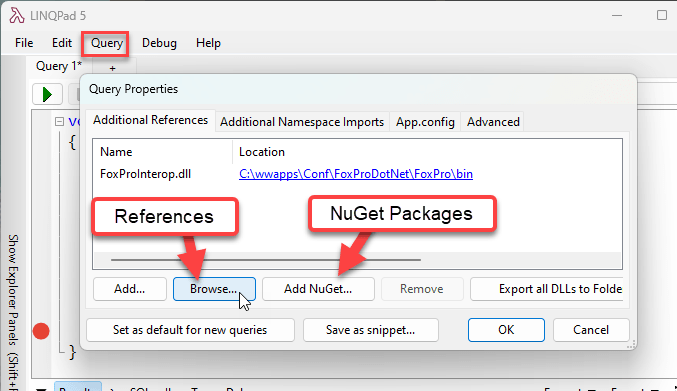 LINQPad 5
File Edit Query Debug Help
Query 1* +
Query Properties
Additional References Additional Namespace Imports App.config Advanced
Name Location
FoxProInterop.dll C:\wwapps\Conf\FoxProDotNet\FoxPro\bin
References NuGet Packages
Add... Browse... Add NuGet... Remove Export all DLLs to Folde
Set as default for new queries Save as snippet... OK Cancel
{
}
Show Explorer Panels (Shift+F